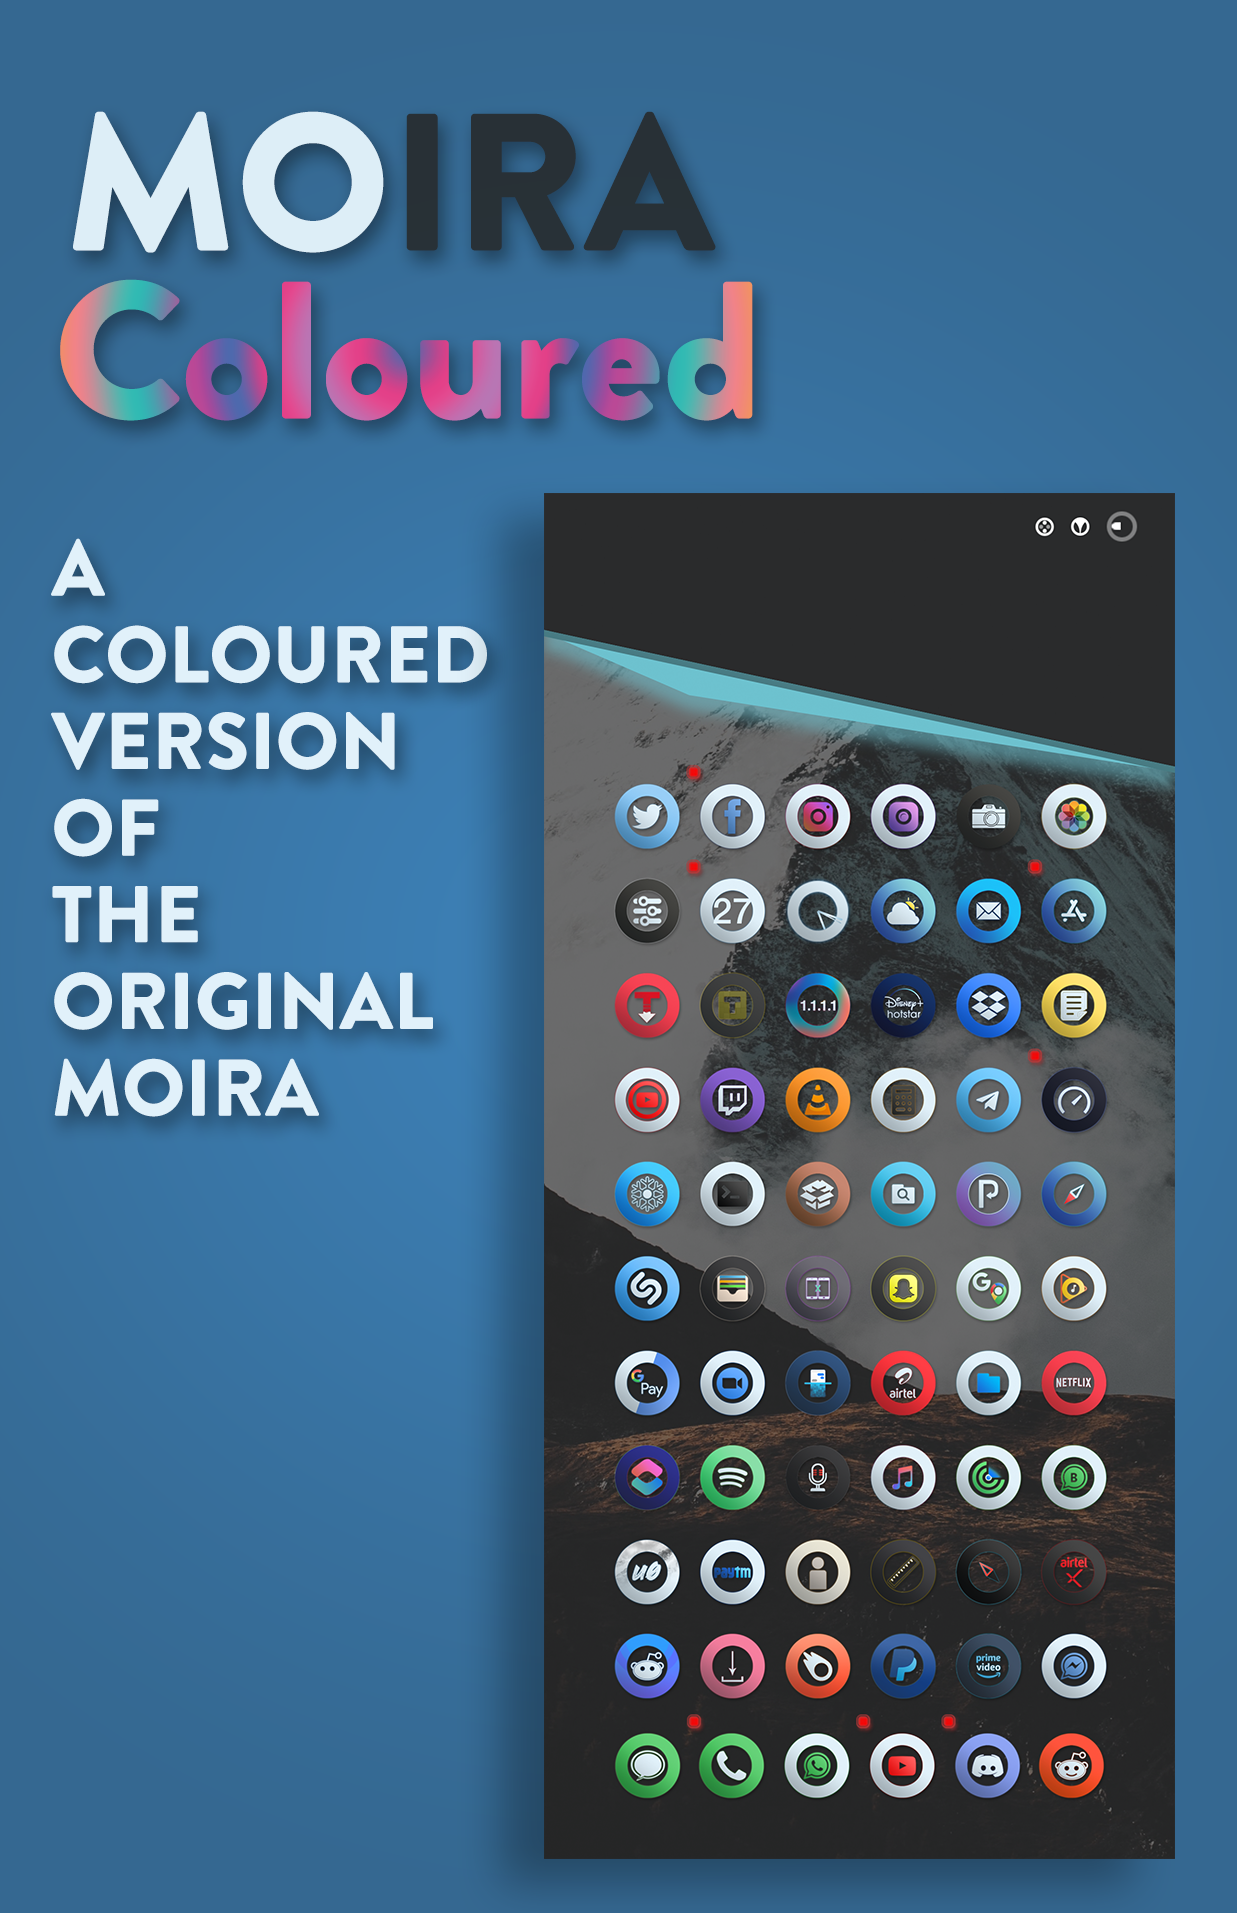 MOIRA
Coloured
A
COLOURED
VERSION
OF
THE
ORIGINAL
MOIRA
27
1.1.1.1
Disney+
hotstar
G Pay
airtel
NETFLIX
B
u0
paytm
airtel
X
prime
video